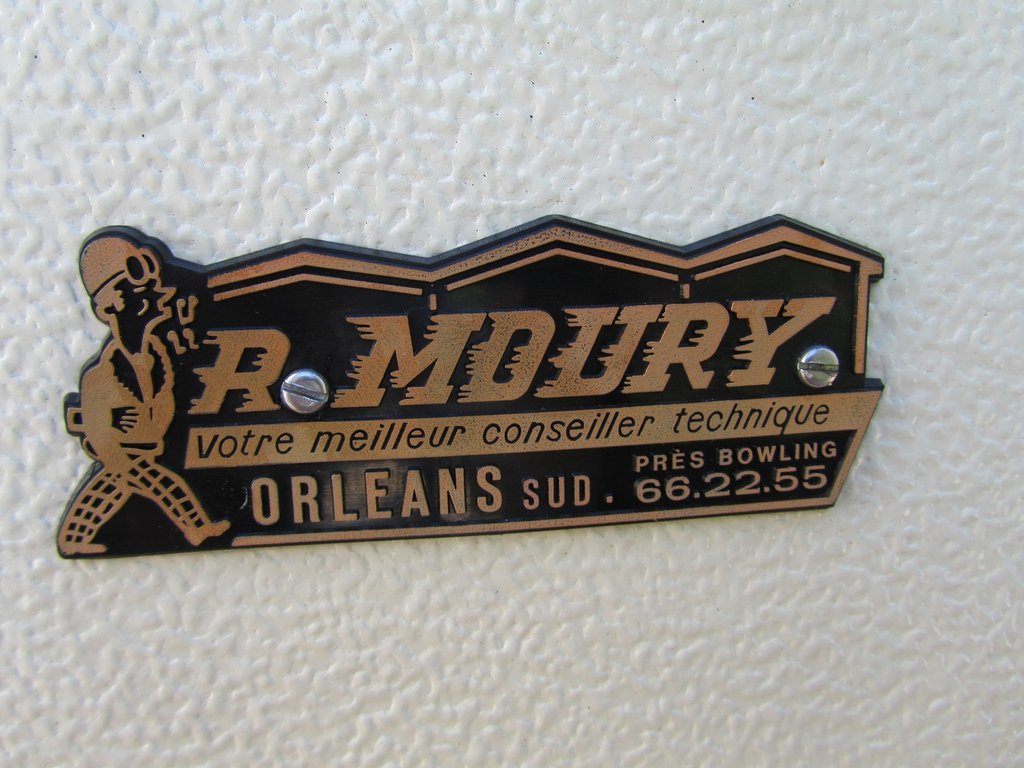 R. MOURY
votre meilleur conseiller technique
ORLEANS SUD.
PRÈS BOWLING
66.22.55